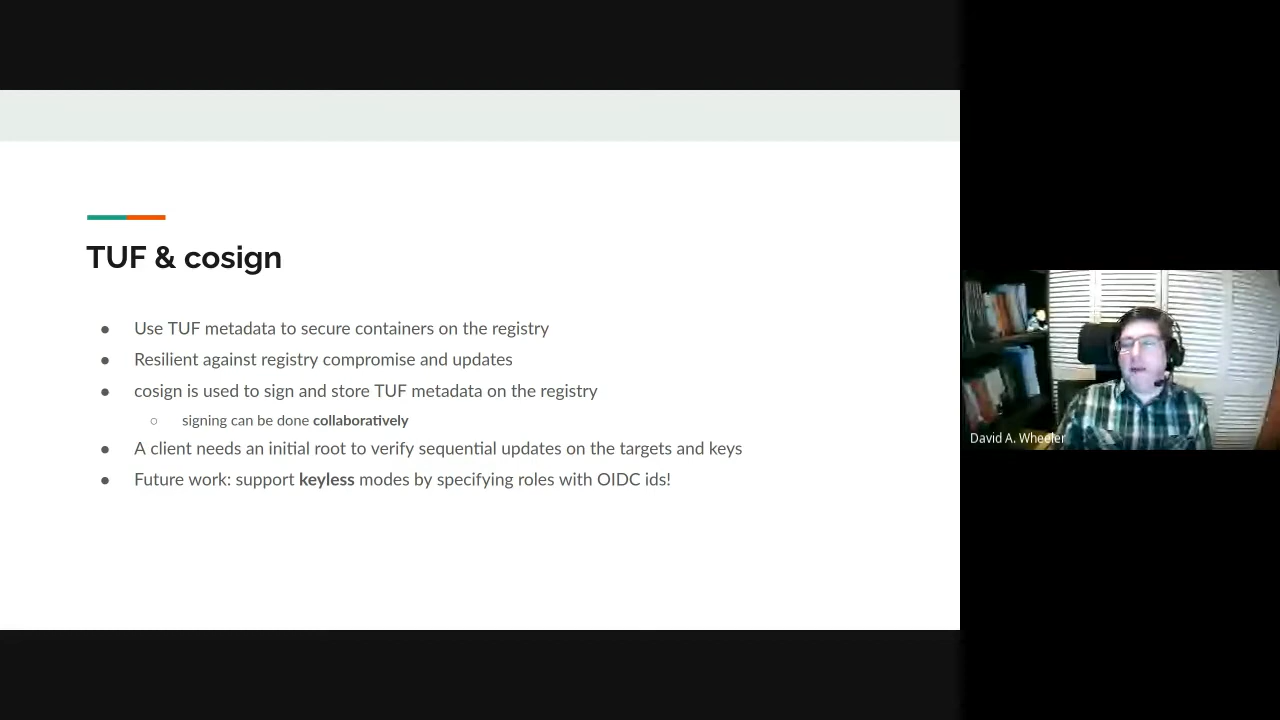 TUF & cosign
● Use TUF metadata to secure containers on the registry
● Resilient against registry compromise and updates
● cosign is used to sign and store TUF metadata on the registry
○ signing can be done collaboratively
● A client needs an initial root to verify sequential updates on the targets and keys
● Future work: support keyless modes by specifying roles with OIDC ids!
David A. Wheeler